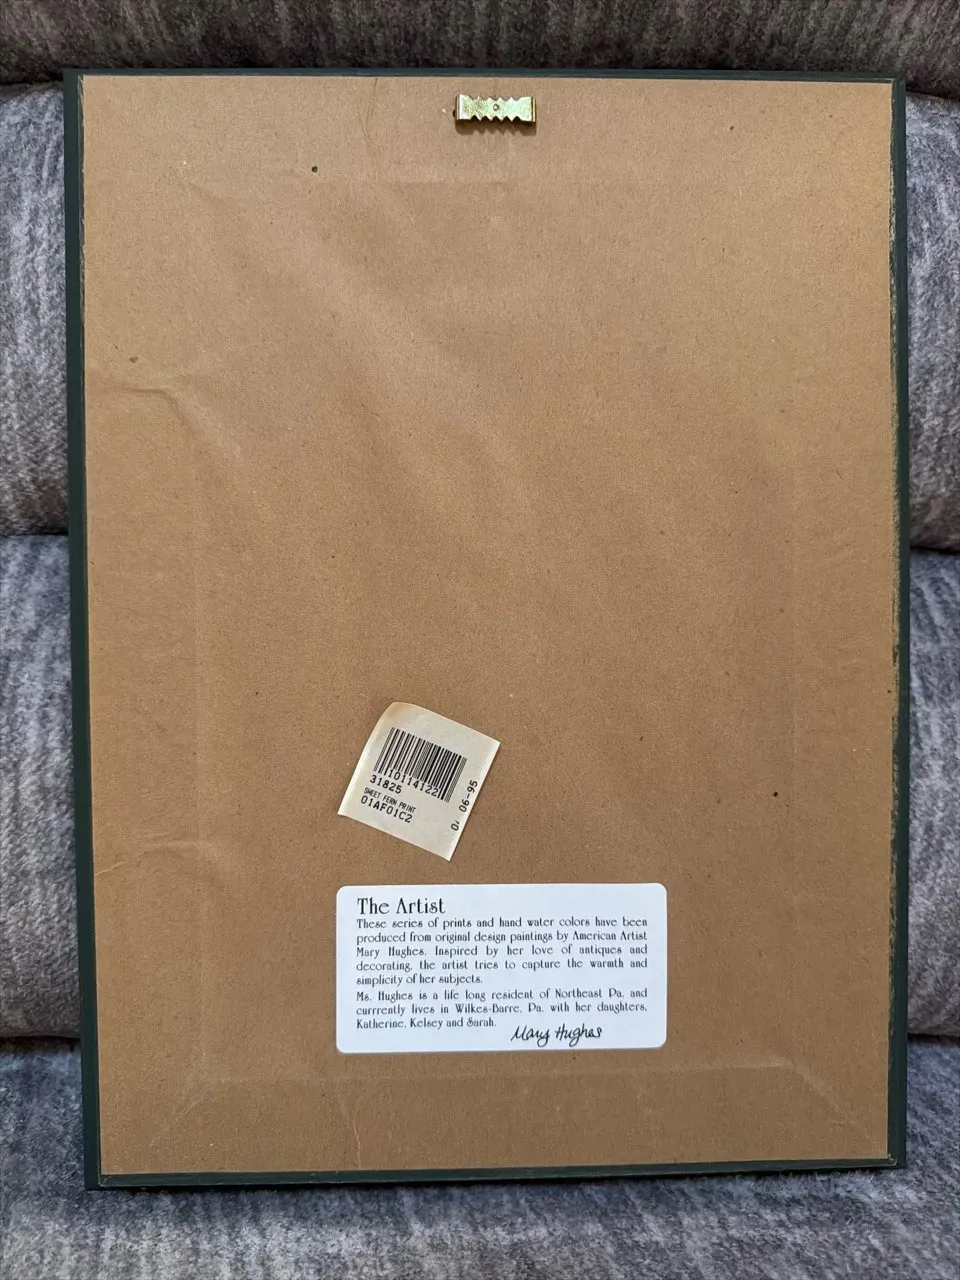 110114122
31825
SWEET FERN PRINT
01AF01C2
06-95
The Artist
These series of prints and hand water colors have been
produced from original design paintings by American Artist
Mary Hughes. Inspired by her love of antiques and
decorating, the artist tries to capture the warmth and
simplicity of her subjects.
Ms. Hughes is a life long resident of Northeast Pa. and
currrently lives in Wilkes-Barre, Pa. with her daughters,
Katherine, Kelsey and Sarah.
Mary Hughes